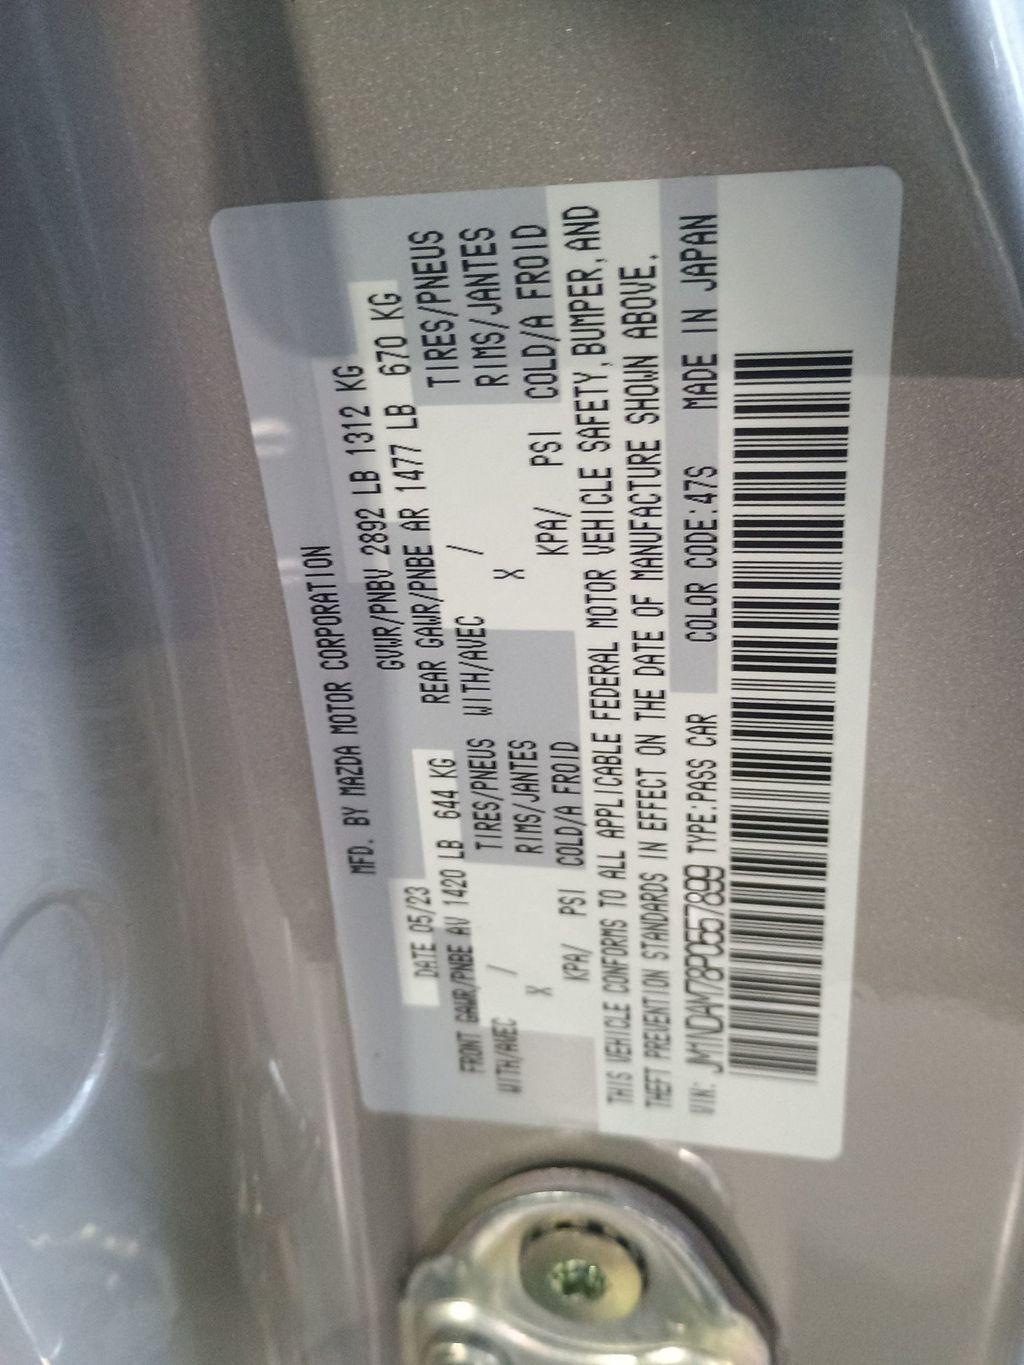 MFD. BY MAZDA MOTOR CORPORATION
DATE 05/23 GVWR/PNBV 2892 LB 1312 KG
FRONT GAWR/PNBE AV 1420 LB 644 KG REAR GAWR/PNBE AR 1477 LB 670 KG
WITH/AVEC / TIRES/PNEUS WITH/AVEC / TIRES/PNEUS
X RIMS/JANTES X RIMS/JANTES
KPA/ PSI COLD/A FROID KPA/ PSI COLD/A FROID
THIS VEHICLE CONFORMS TO ALL APPLICABLE FEDERAL MOTOR VEHICLE SAFETY, BUMPER, AND
THEFT PREVENTION STANDARDS IN EFFECT ON THE DATE OF MANUFACTURE SHOWN ABOVE.
VIN: JM1NDAM78P0557899 TYPE:PASS CAR COLOR CODE:47S MADE IN JAPAN